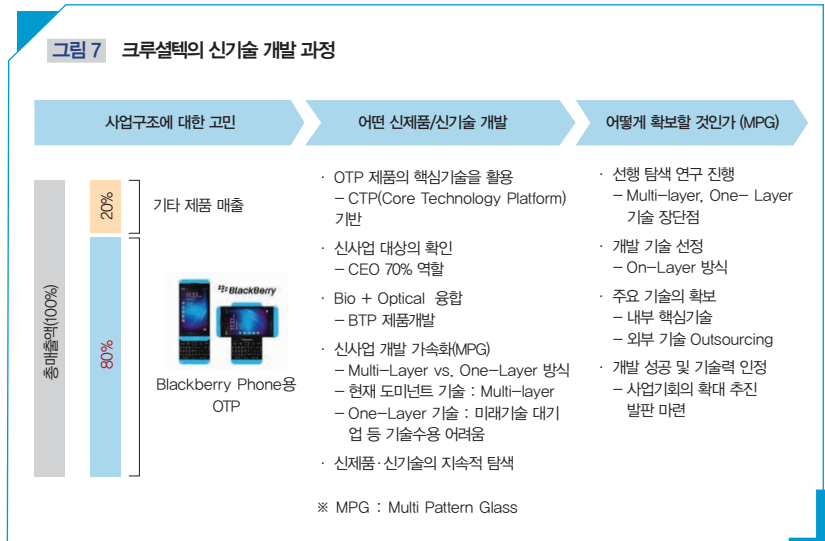 그림 7 크루셜텍의 신기술 개발 과정
사업구조에 대한 고민
어떤 신제품/신기술 개발
어떻게 확보할 것인가 (MPG)
총매출액(100%)
20%
기타 제품 매출
80%
BlackBerry
Blackberry Phone용
OTP
· OTP 제품의 핵심기술을 활용
– CTP(Core Technology Platform)
기반
· 신사업 대상의 확인
– CEO 70% 역할
· Bio + Optical 융합
– BTP 제품개발
· 신사업 개발 가속화(MPG)
– Multi-Layer vs. One-Layer 방식
– 현재 도미넌트 기술 : Multi-layer
– One-Layer 기술 : 미래기술 대기
업 등 기술수용 어려움
· 신제품·신기술의 지속적 탐색
· 선행 탐색 연구 진행
– Multi-layer, One- Layer
기술 장단점
· 개발 기술 선정
– On-Layer 방식
· 주요 기술의 확보
– 내부 핵심기술
– 외부 기술 Outsourcing
· 개발 성공 및 기술력 인정
– 사업기회의 확대 추진
발판 마련
※ MPG : Multi Pattern Glass